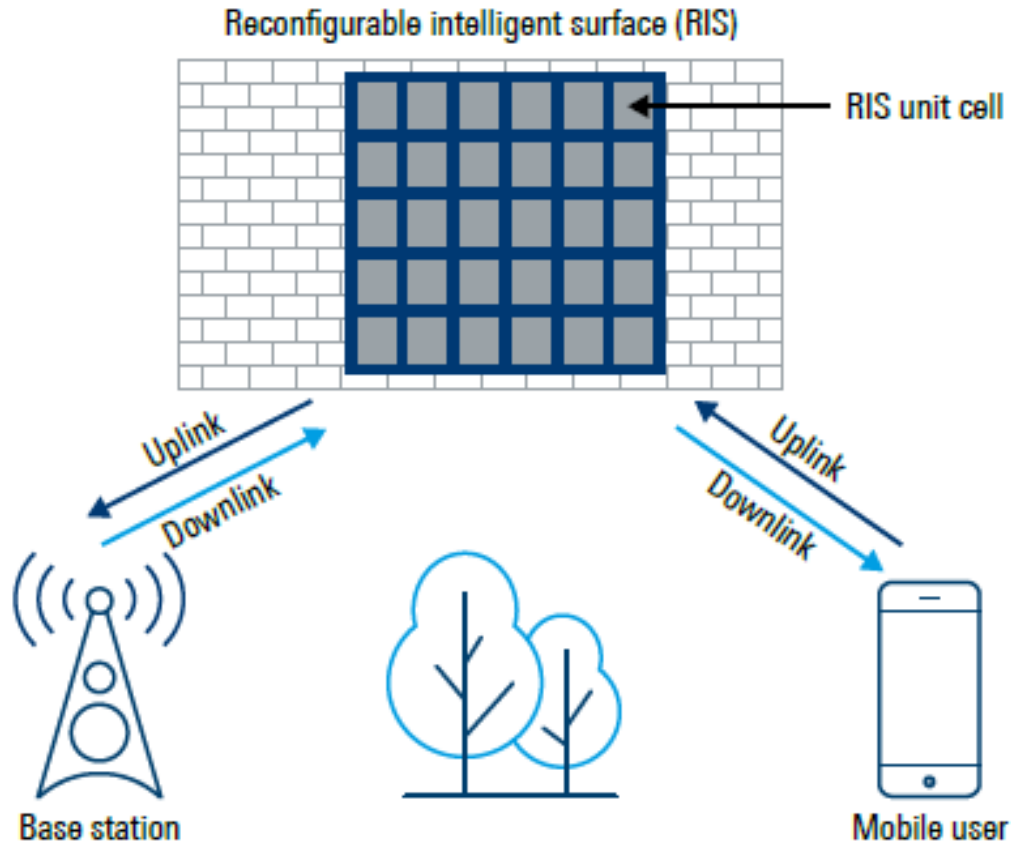 Reconfigurable intelligent surface (RIS)
RIS unit cell
Uplink
Downlink
Uplink
Downlink
Base station
Mobile user